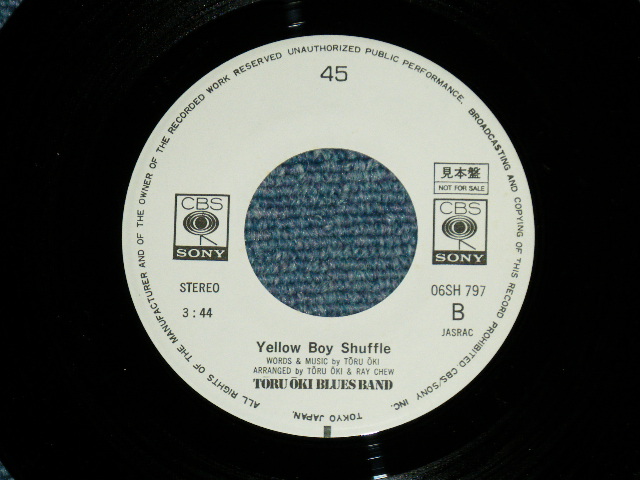 ALL RIGHTS OF THE MANUFACTURER AND OF THE OWNER OF THE RECORDED WORK RESERVED UNAUTHORIZED PUBLIC PERFORMANCE. BROADCASTING AND COPYING OF THIS RECORD PROHIBITED CBS/SONY INC. TOKYO JAPAN.
45
見本盤
NOT FOR SALE
CBS
SONY
CBS
SONY
STEREO
3:44
06SH 797
B
JASRAC
Yellow Boy Shuffle
WORDS & MUSIC by TŌRU ŌKI
ARRANGED by TŌRU ŌKI & RAY CHEW
TORU ŌKI BLUES BAND